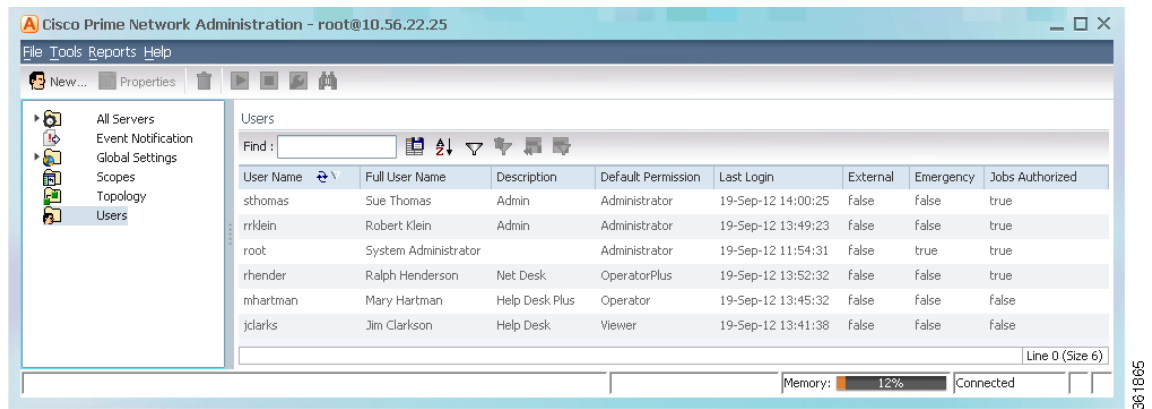 Cisco Prime Network Administration - root@10.56.22.25
File Tools Reports Help
New... Properties
All Servers
Event Notification
Global Settings
Scopes
Topology
Users
Users
Find :
User Name Full User Name Description Default Permission Last Login External Emergency Jobs Authorized
sthomas Sue Thomas Admin Administrator 19-Sep-12 14:00:25 false false true
rrklein Robert Klein Admin Administrator 19-Sep-12 13:49:23 false false true
root System Administrator Administrator 19-Sep-12 11:54:31 false true true
rhender Ralph Henderson Net Desk OperatorPlus 19-Sep-12 13:52:32 false false true
mhartman Mary Hartman Help Desk Plus Operator 19-Sep-12 13:45:32 false false false
jclarks Jim Clarkson Help Desk Viewer 19-Sep-12 13:41:38 false false false
Line 0 (Size 6)
Memory: 12% Connected
361865